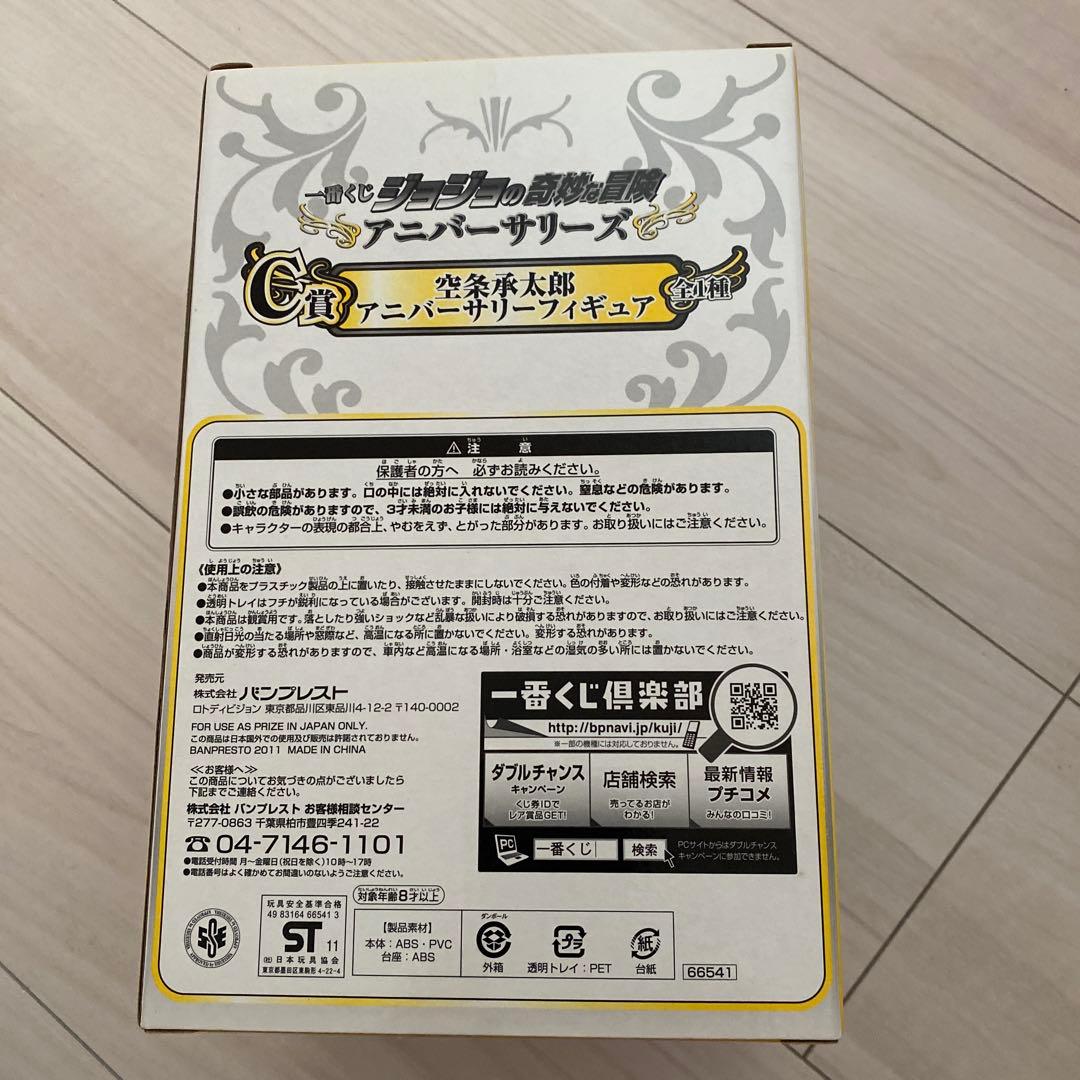 一番くじ ジョジョの奇妙な冒険
アニバーサリーズ
C賞 空条承太郎
アニバーサリーフィギュア 全1種
⚠注意
保護者の方へ 必ずお読みください。
●小さな部品があります。口の中には絶対に入れないでください。窒息などの危険があります。
●誤飲の危険がありますので、3才未満のお子様には絶対に与えないでください。
●キャラクターの表現の都合上、やむをえず、とがった部分があります。お取り扱いにはご注意ください。
《使用上の注意》
●本商品をプラスチック製品の上に置いたり、接触させたままにしないでください。色の付着や変形などの恐れがあります。
●透明トレイはフチが鋭利になっている場合がございます。開封時は十分ご注意ください。
●本商品は観賞用です。落としたり強いショックなど乱暴な扱いにより破損する恐れがありますので、お取り扱いにはご注意ください。
●直射日光の当たる場所や窓際など、高温になる所に置かないでください。変形する恐れがあります。
●商品が変形する恐れがありますので、車内など高温になる場所・浴室などの湿気の多い所には置かないでください。
発売元
株式会社 バンプレスト
ロトディビジョン 東京都品川区東品川4-12-2 〒140-0002
FOR USE AS PRIZE IN JAPAN ONLY.
この商品は日本国外での使用及び販売は許諾されておりません。
BANPRESTO 2011 MADE IN CHINA
≪お客様へ≫
この商品についてお気づきの点がございましたら
下記までご連絡ください。
株式会社 バンプレスト お客様相談センター
〒277-0863 千葉県柏市豊四季241-22
☎04-7146-1101
●電話受付時間 月~金曜日(祝日を除く)10時~17時
●電話番号はよく確かめてお間違いのないようご注意ください。
一番くじ倶楽部
http://bpnavi.jp/kuji/
※一部の機種には対応しておりません。
ダブルチャンス
キャンペーン
くじ券IDで
レア賞品GET!
店舗検索
売ってるお店が
わかる!
最新情報
プチコメ
みんなの口コミ!
PC 一番くじ 検索
PCサイトからはダブルチャンス
キャンペーンに参加できません。
対象年齢8才以上
玩具安全基準合格
49 83164 66541 3
ST 11
(社)日本玩具協会
東京都墨田区東駒形4-22-4
【製品素材】
本体:ABS・PVC
台座:ABS
ダンボール
外箱
プラ
透明トレイ:PET
紙
台紙
66541